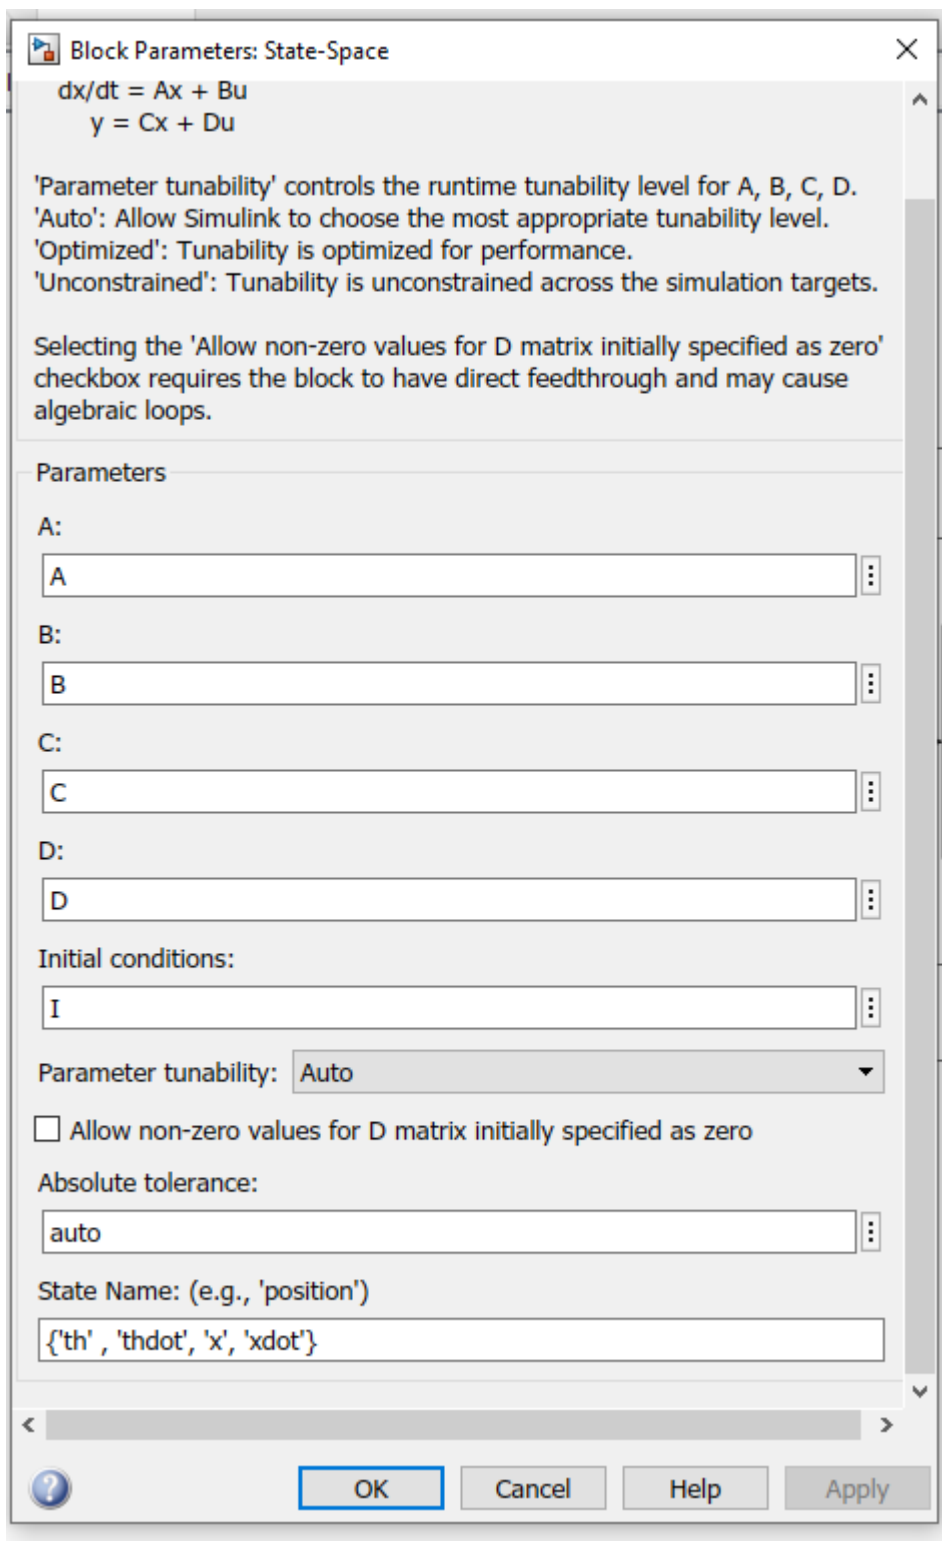 Block Parameters: State-Space
dx/dt = Ax + Bu
y = Cx + Du
'Parameter tunability' controls the runtime tunability level for A, B, C, D.
'Auto': Allow Simulink to choose the most appropriate tunability level.
'Optimized': Tunability is optimized for performance.
'Unconstrained': Tunability is unconstrained across the simulation targets.
Selecting the 'Allow non-zero values for D matrix initially specified as zero'
checkbox requires the block to have direct feedthrough and may cause
algebraic loops.
Parameters
A:
A
B:
B
C:
C
D:
D
Initial conditions:
I
Parameter tunability: Auto
Allow non-zero values for D matrix initially specified as zero
Absolute tolerance:
auto
State Name: (e.g., 'position')
{'th' , 'thdot', 'x', 'xdot'}
OK Cancel Help Apply